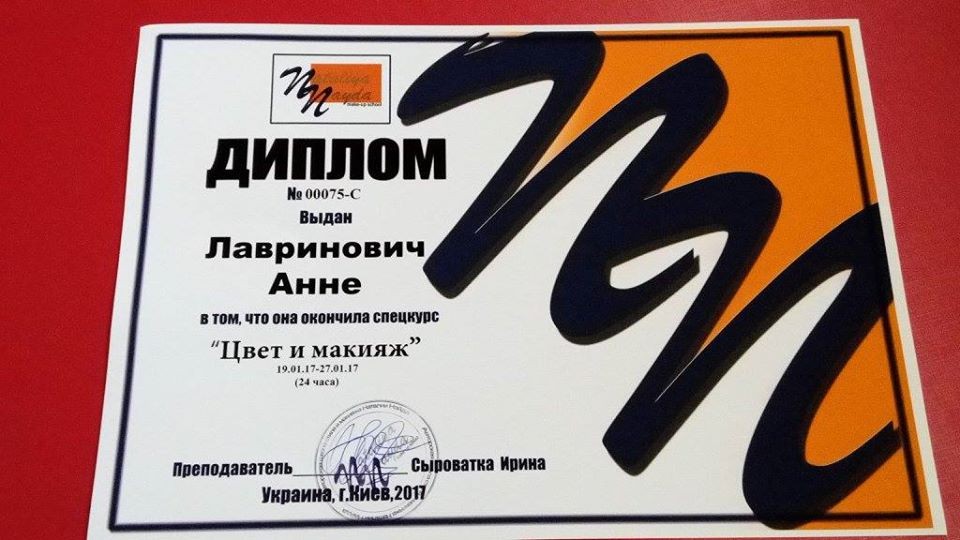 Nataliya
Nayda
make-up school
ДИПЛОМ
№ 00075-С
Выдан
Лавринович
Анне
в том, что она окончила спецкурс
“Цвет и макияж”
19.01.17-27.01.17
(24 часа)
Преподаватель Сыроватка Ирина
Украина, г.Киев,2017